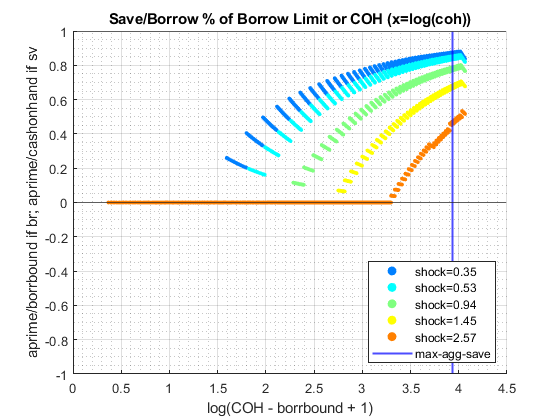 Save/Borrow % of Borrow Limit or COH (x=log(coh))
aprime/borrbound if br; aprime/cashonhand if sv
1
0.8
0.6
0.4
0.2
0
-0.2
-0.4
-0.6
-0.8
-1
shock=0.35
shock=0.53
shock=0.94
shock=1.45
shock=2.57
max-agg-save
0 0.5 1 1.5 2 2.5 3 3.5 4 4.5
log(COH - borrbound + 1)